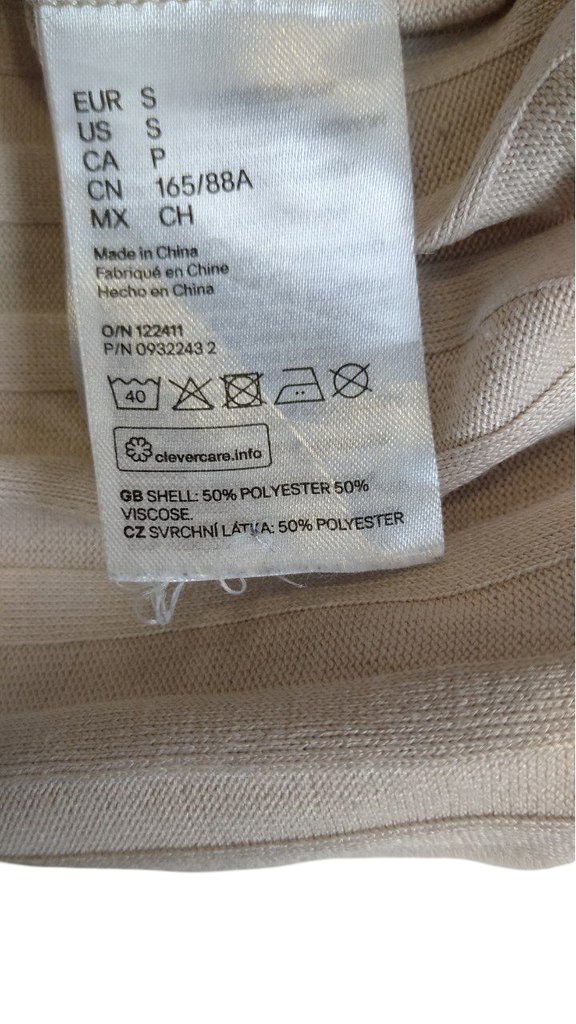 EUR S
US S
CA P
CN 165/88A
MX CH
Made in China
Fabriqué en Chine
Hecho en China
O/N 122411
P/N 0932243 2
40
clevercare.info
GB SHELL: 50% POLYESTER 50%
VISCOSE.
CZ SVRCHNÍ LÁTKA: 50% POLYESTER